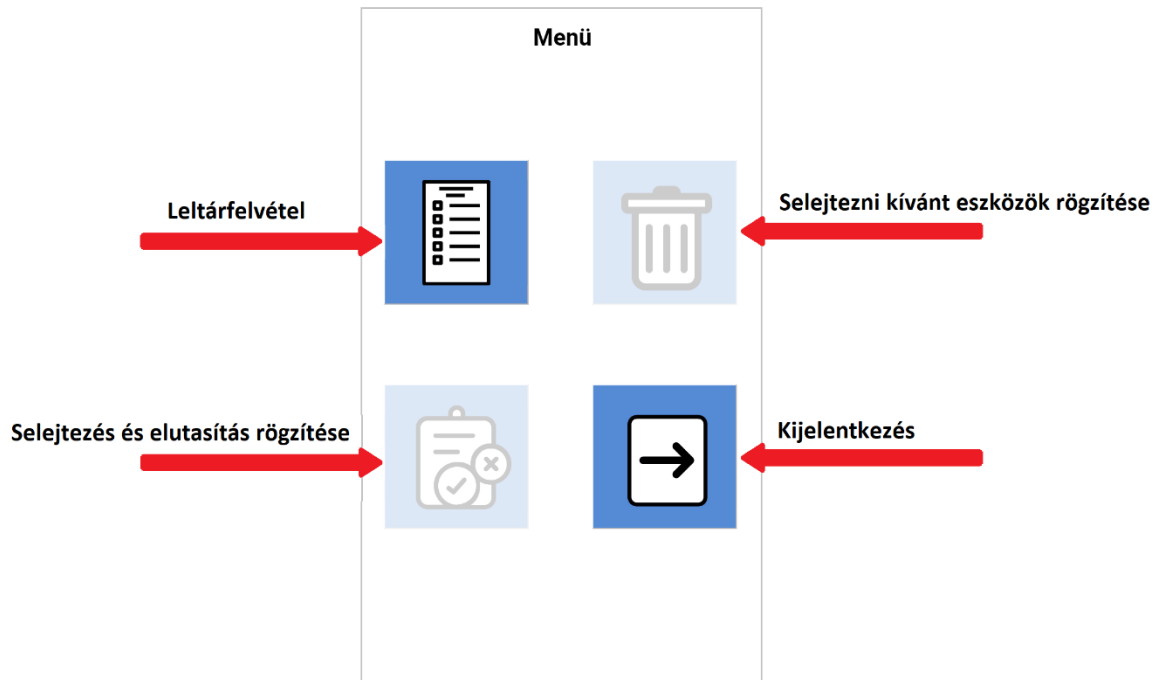 Menü
Leltárfelvétel
Selejtezni kívánt eszközök rögzítése
Selejtezés és elutasítás rögzítése
Kijelentkezés